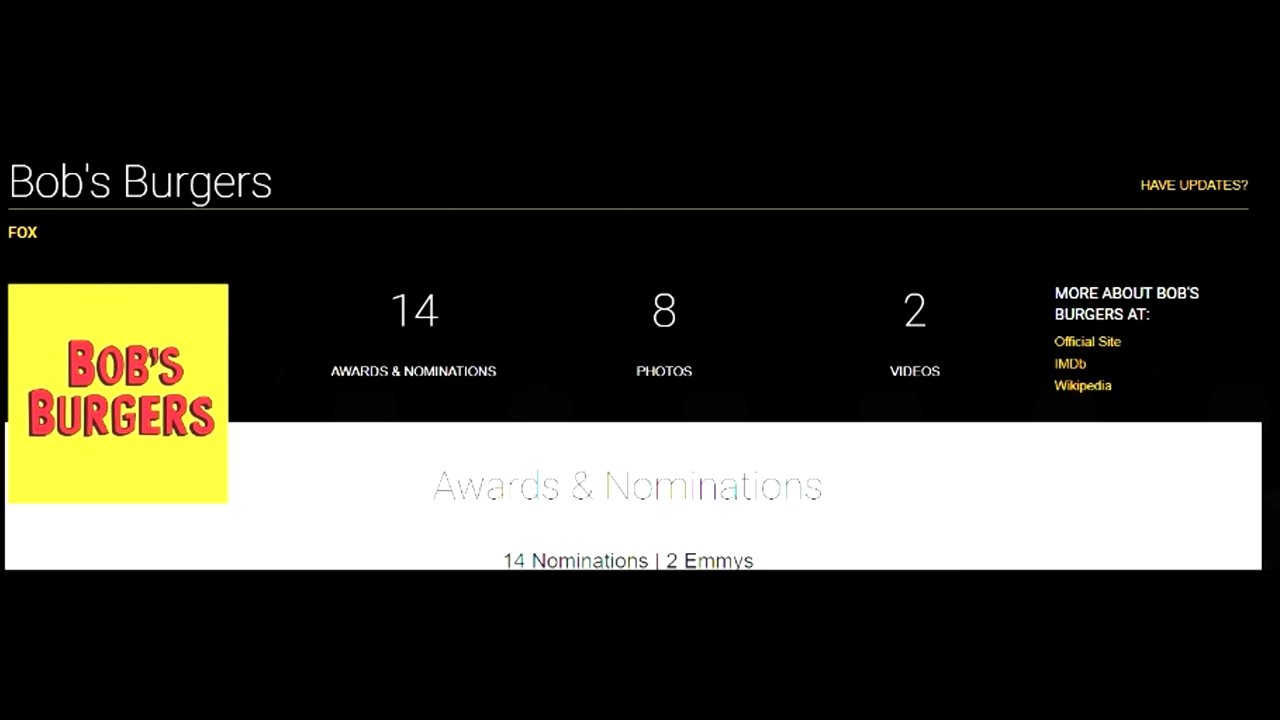 Bob's Burgers
HAVE UPDATES?
FOX
BOB'S
BURGERS
14
AWARDS & NOMINATIONS
8
PHOTOS
2
VIDEOS
MORE ABOUT BOB'S
BURGERS AT:
Official Site
IMDb
Wikipedia
Awards & Nominations
14 Nominations | 2 Emmys